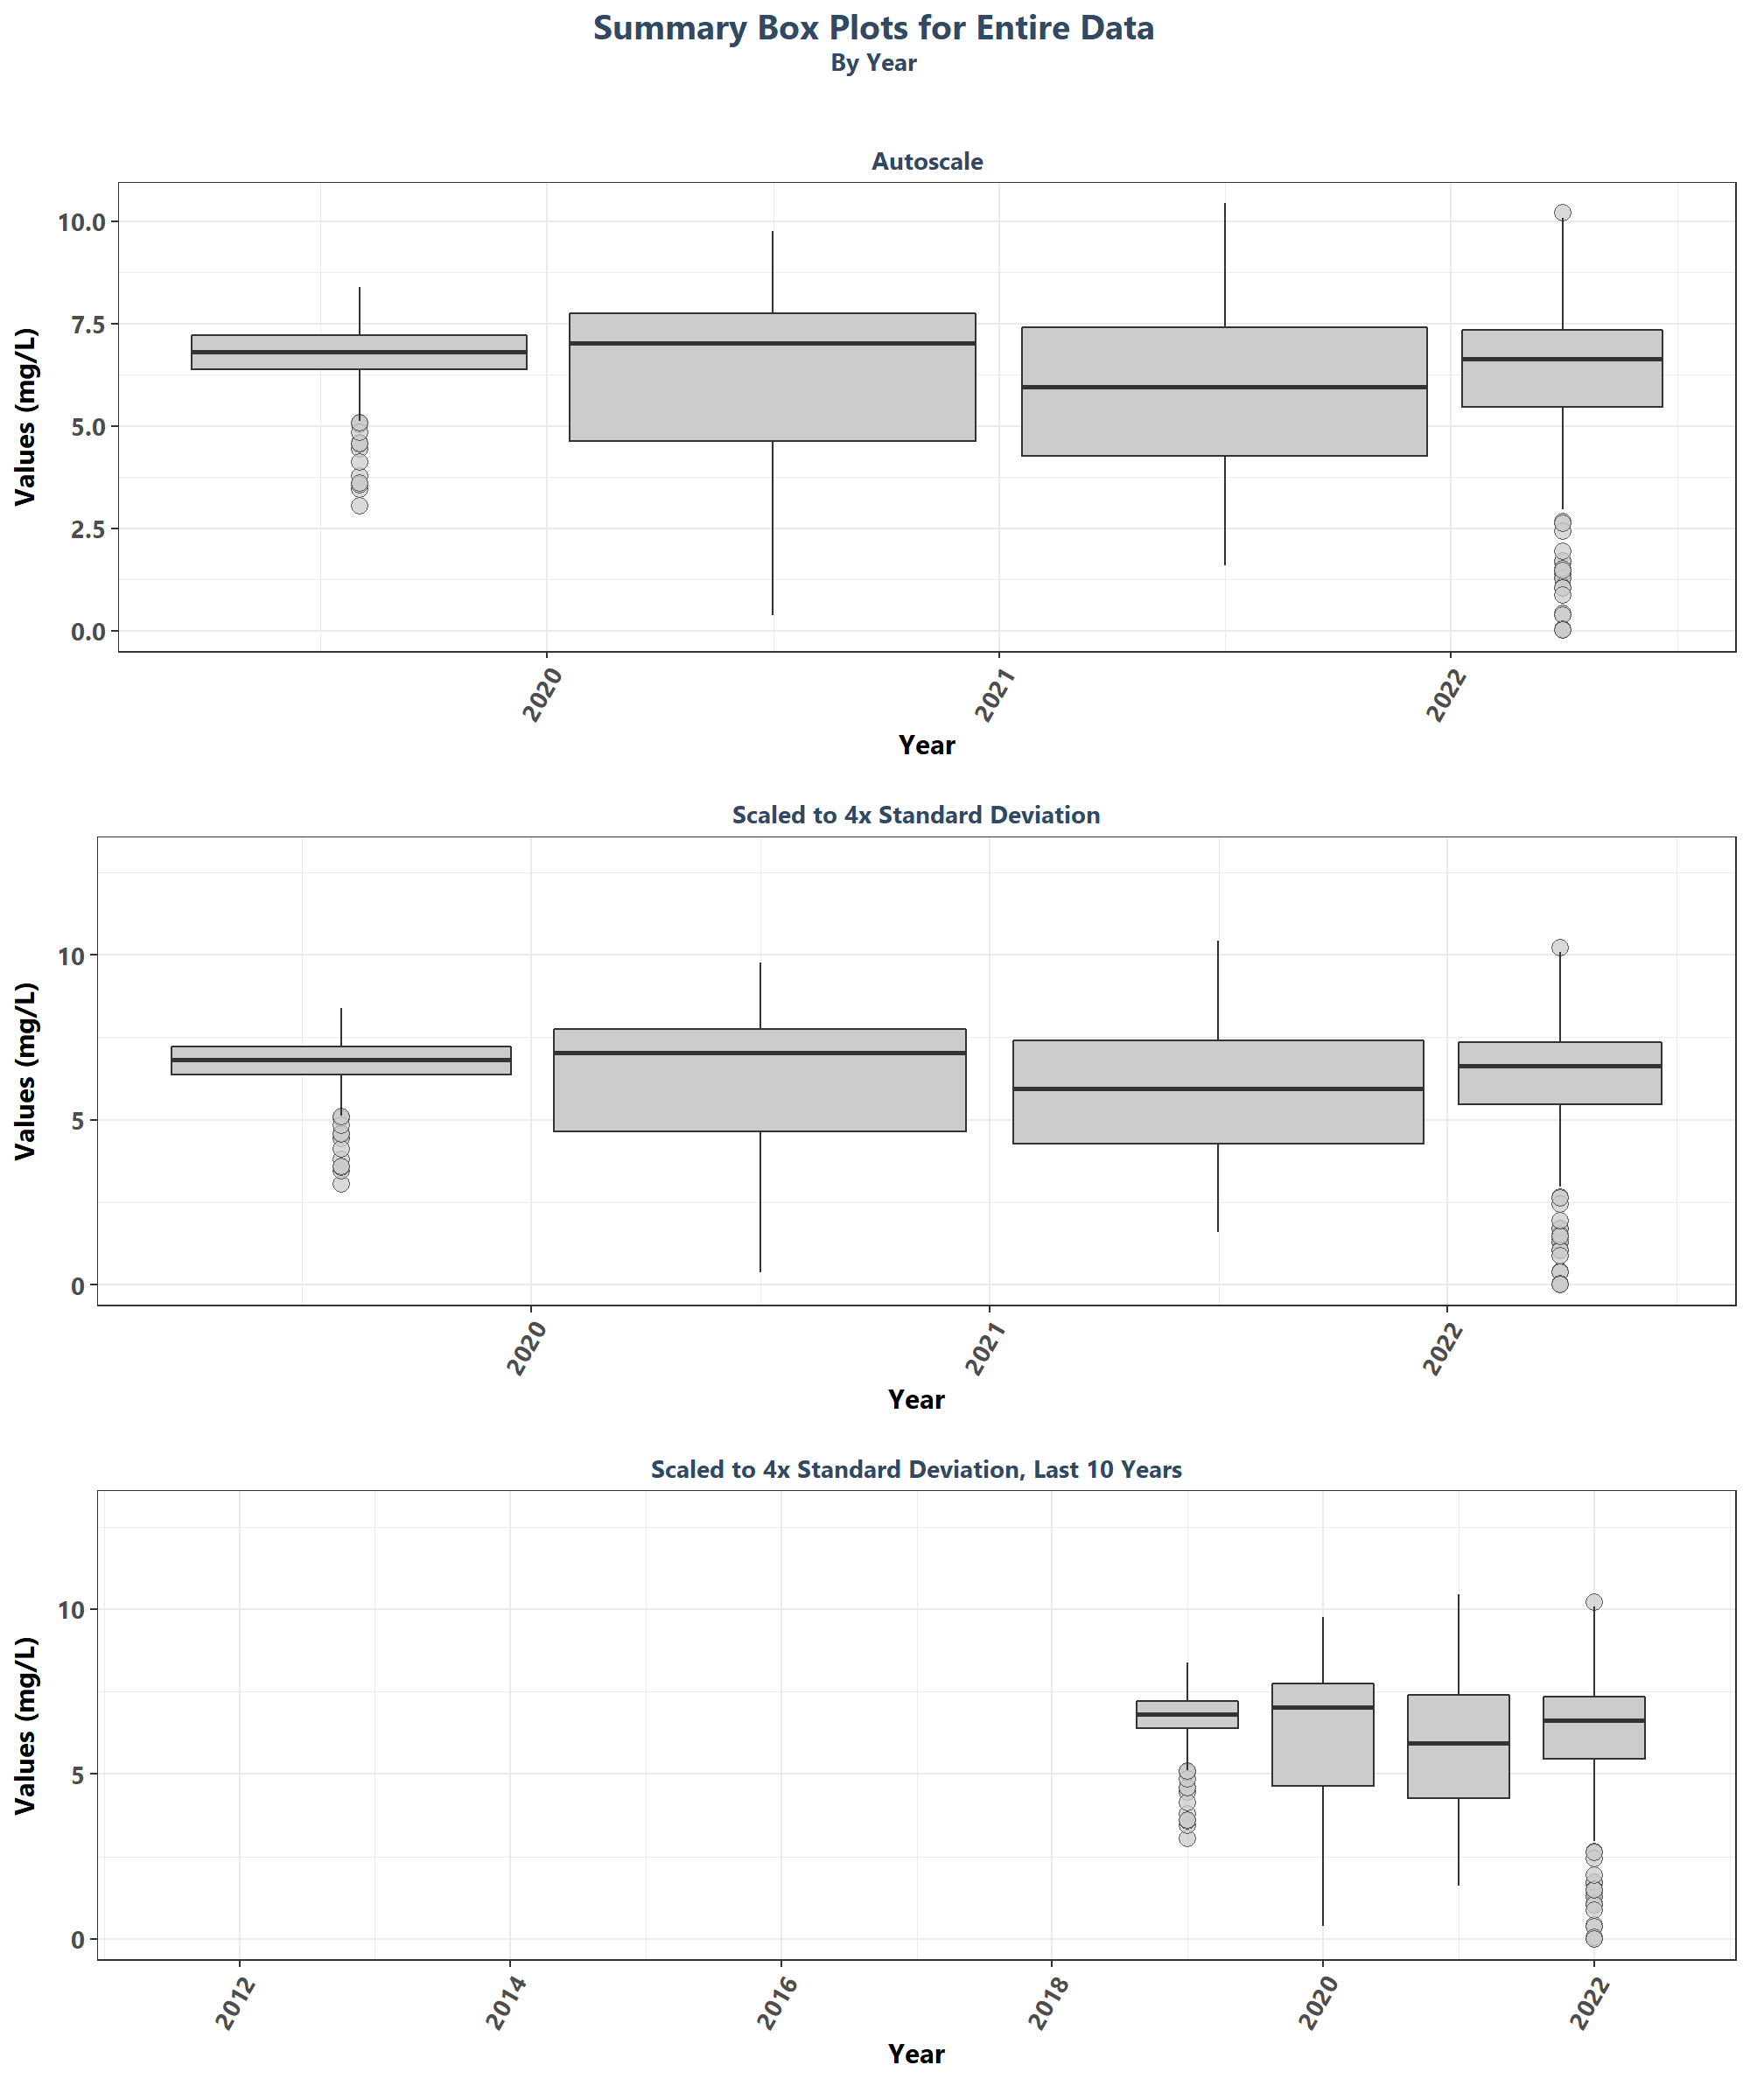 Summary Box Plots for Entire Data
By Year
Autoscale
Values (mg/L)
10.0
7.5
5.0
2.5
0.0
2020 2021 2022
Year
Scaled to 4x Standard Deviation
Values (mg/L)
10
5
0
2020 2021 2022
Year
Scaled to 4x Standard Deviation, Last 10 Years
Values (mg/L)
10
5
0
2012 2014 2016 2018 2020 2022
Year